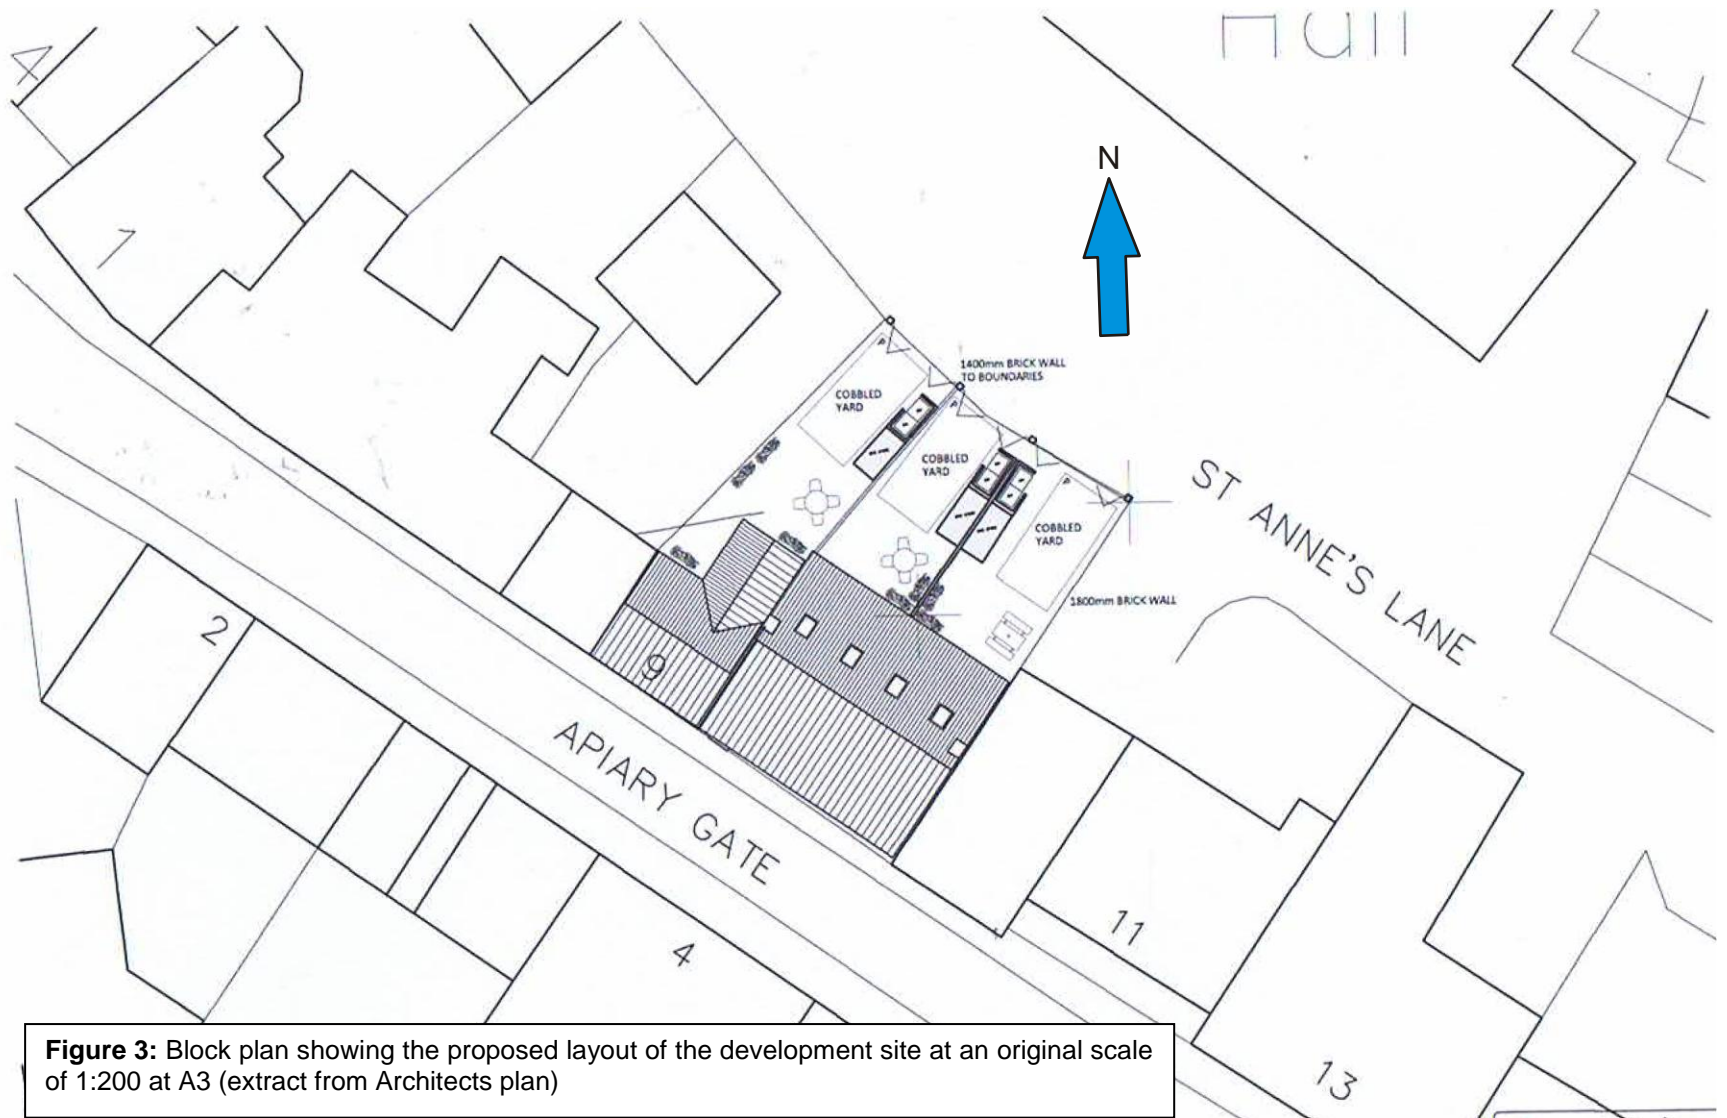 Hall
4
N
1
P
1400mm BRICK WALL
TO BOUNDARIES
COBBLED
YARD
P
COBBLED
YARD
P
COBBLED
YARD
ST ANNE'S LANE
1800mm BRICK WALL
2
9
APIARY GATE
11
4
13
Figure 3: Block plan showing the proposed layout of the development site at an original scale
of 1:200 at A3 (extract from Architects plan)